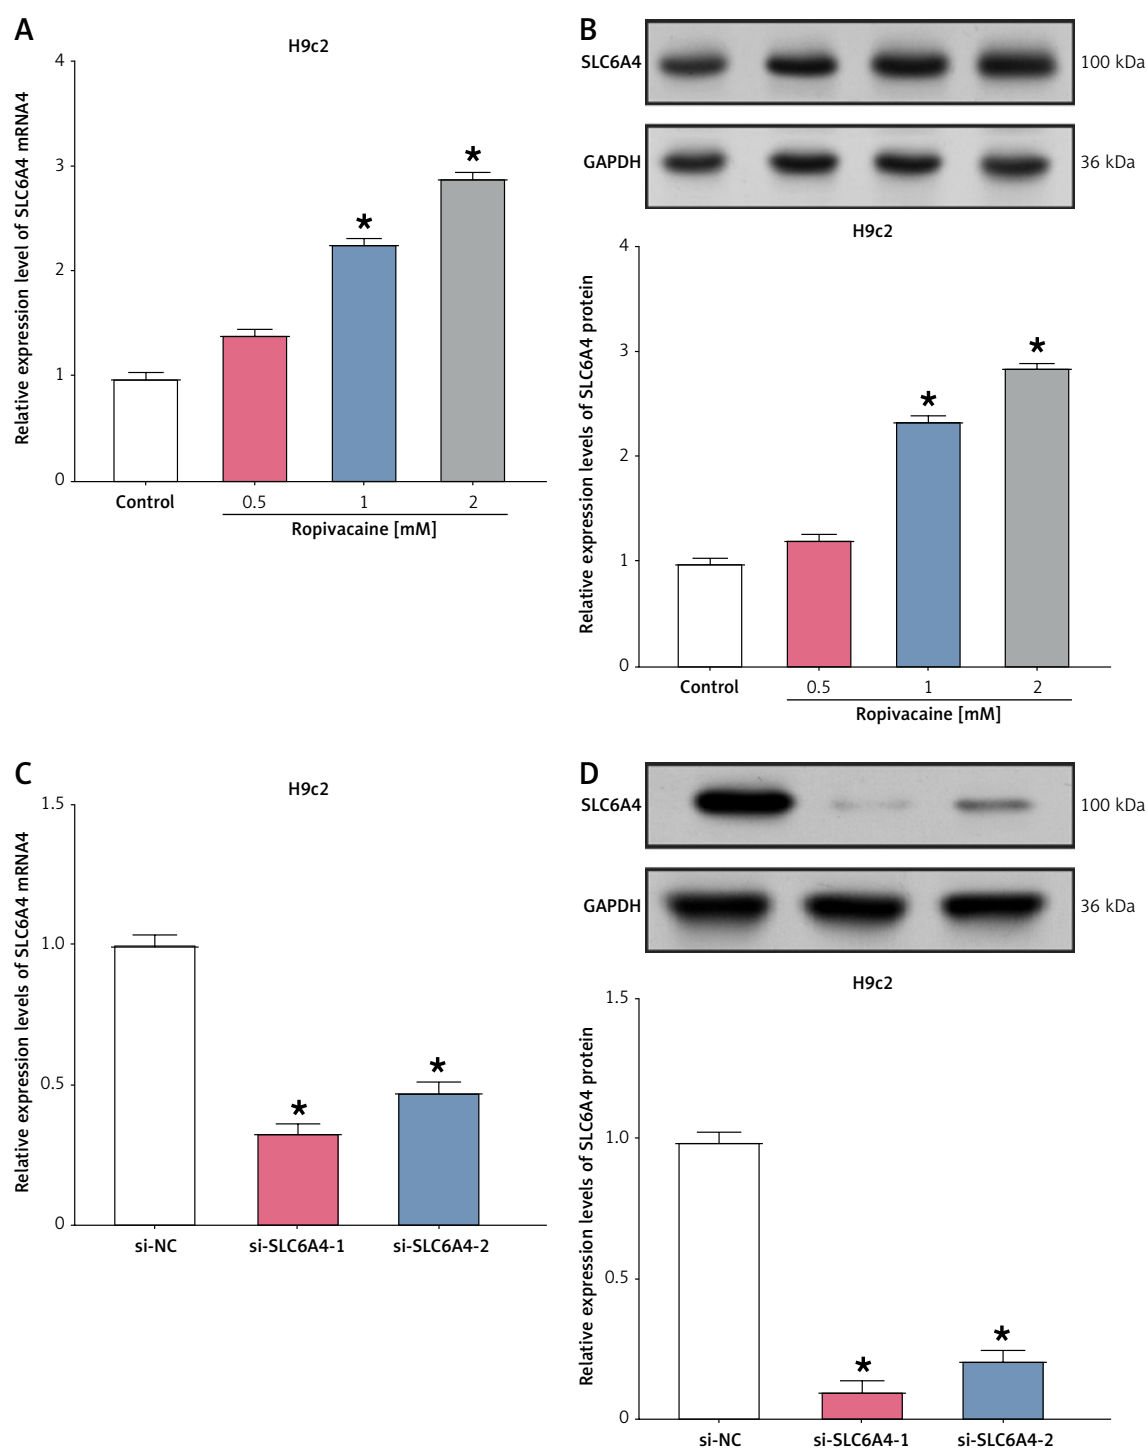 A
H9c2
Relative expression level of SLC6A4 mRNA4
4
3
2
1
0
*
*
Control 0.5 1 2
Ropivacaine [mM]
B
SLC6A4 100 kDa
GAPDH 36 kDa
H9c2
Relative expression levels of SLC6A4 protein
4
3
2
1
0
*
*
Control 0.5 1 2
Ropivacaine [mM]
C
H9c2
Relative expression levels of SLC6A4 mRNA4
1.5
1.0
0.5
0
*
*
si-NC si-SLC6A4-1 si-SLC6A4-2
D
SLC6A4 100 kDa
GAPDH 36 kDa
H9c2
Relative expression levels of SLC6A4 protein
1.5
1.0
0.5
0
*
*
si-NC si-SLC6A4-1 si-SLC6A4-2